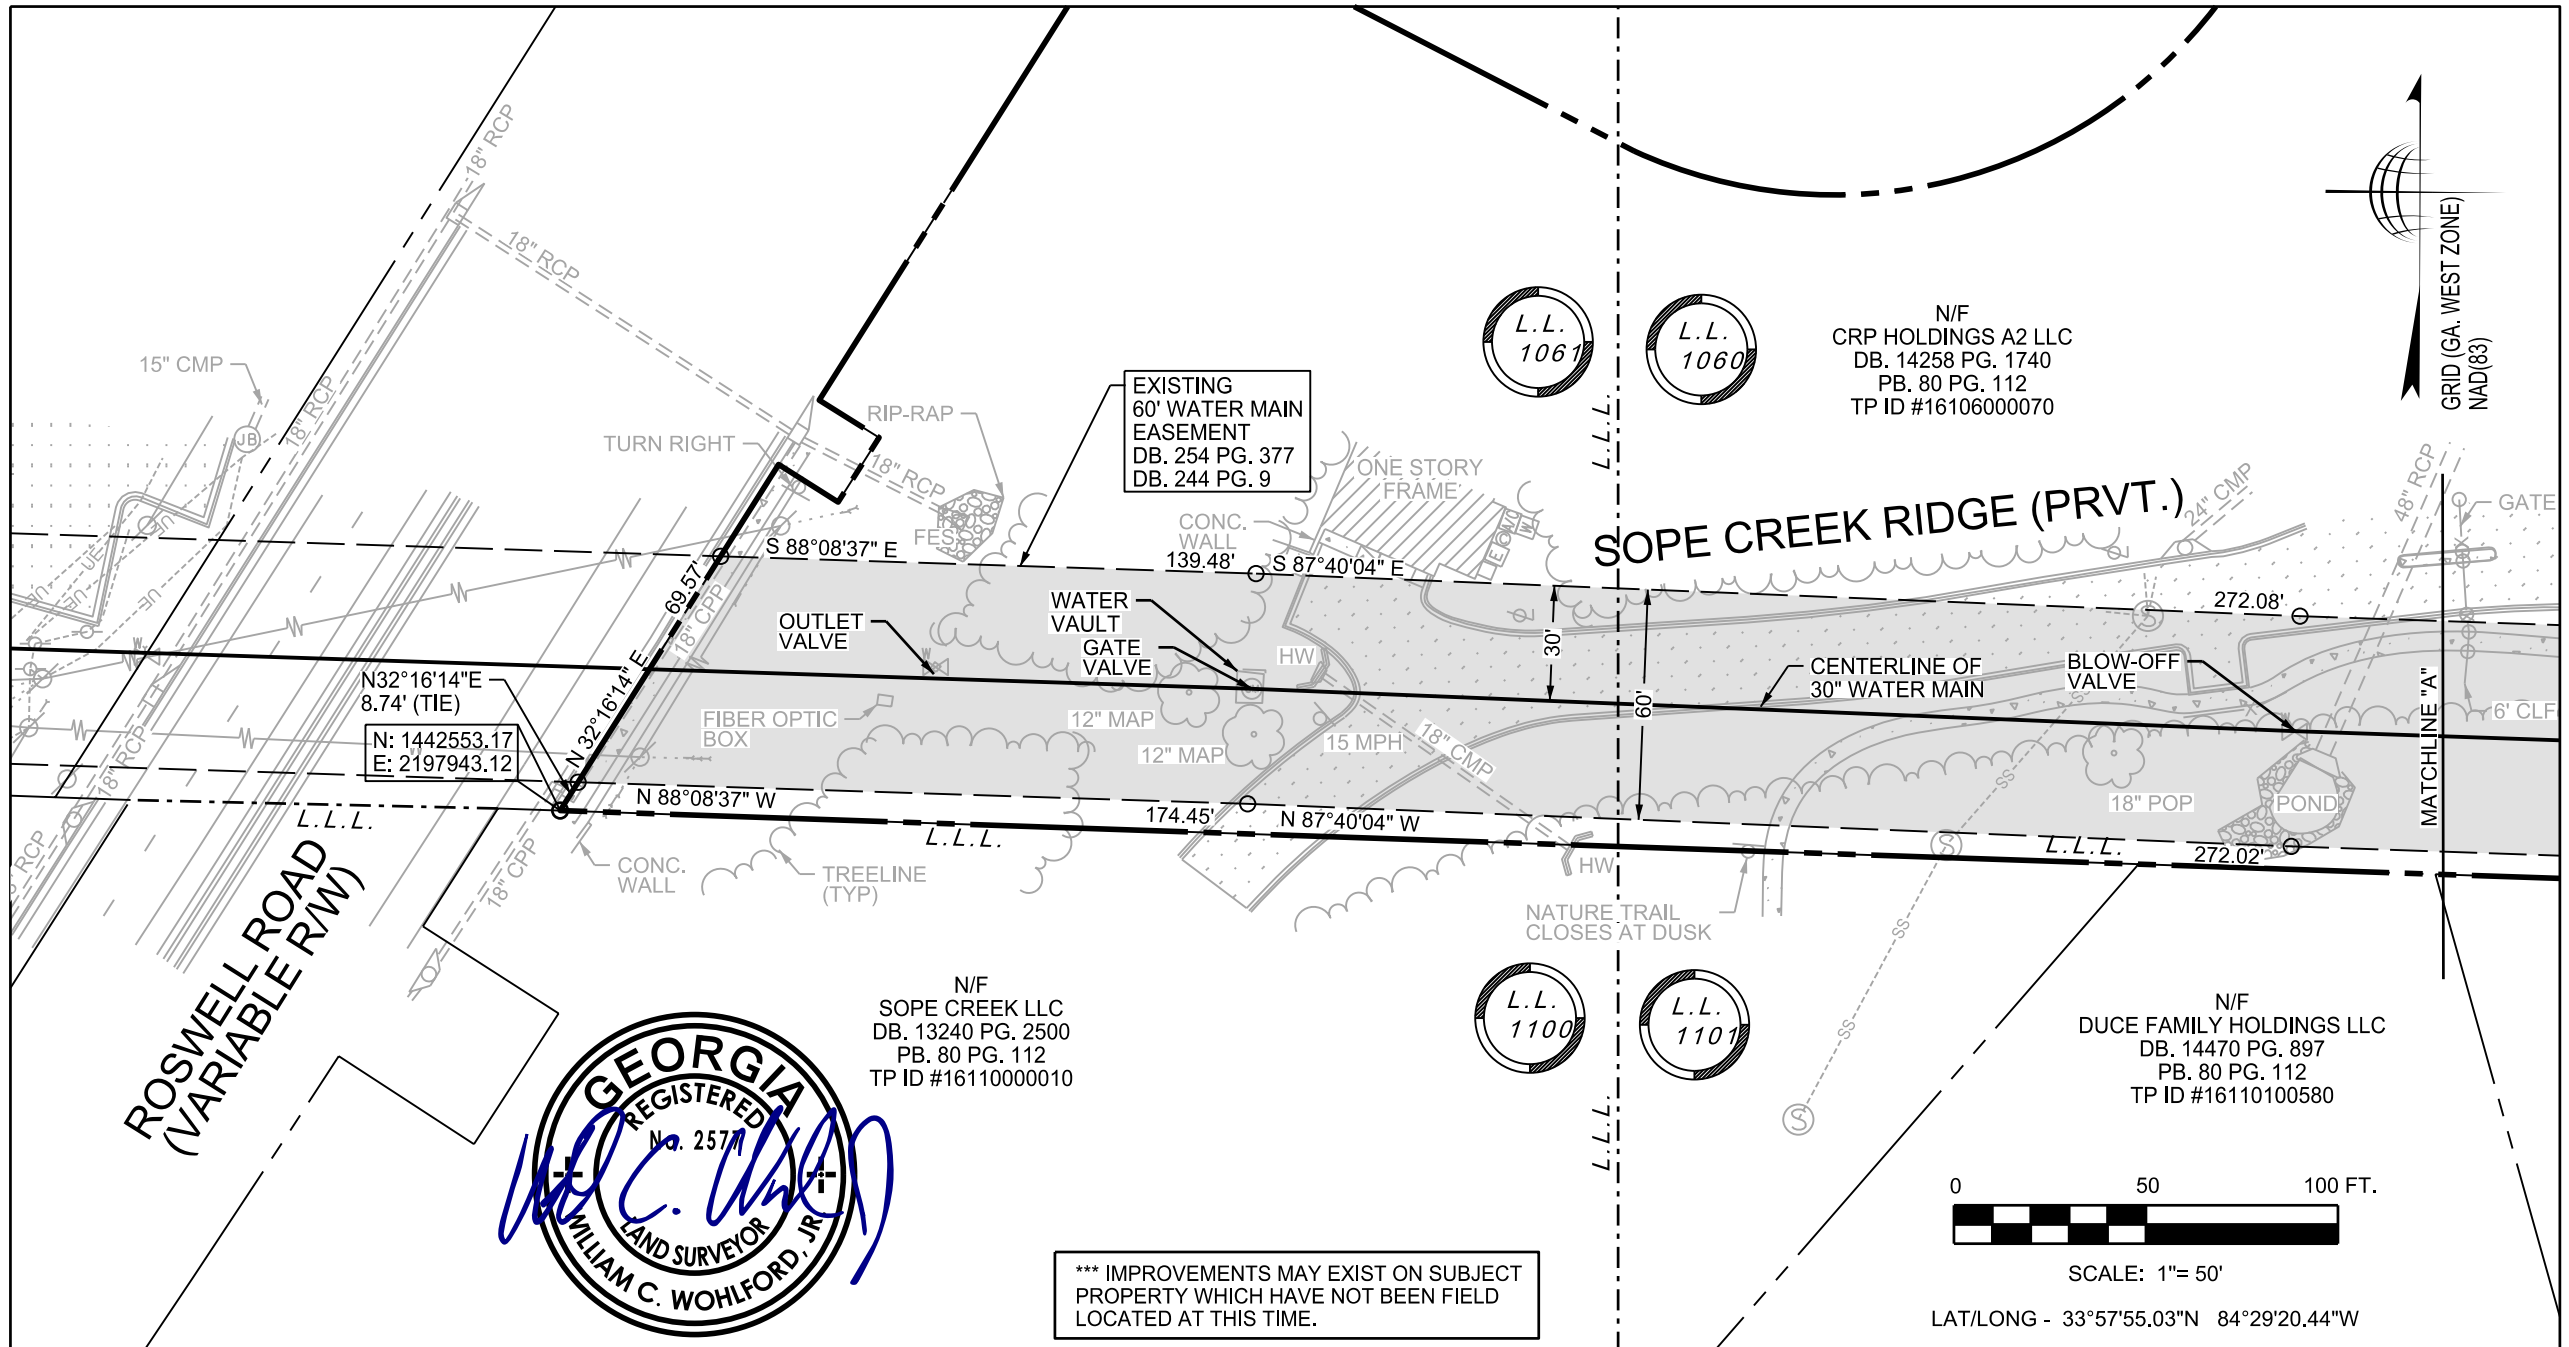 18" RCP
18" RCP
15" CMP
18" RCP
JB
TURN RIGHT
RIP-RAP
18" RCP
FES
EXISTING
60' WATER MAIN
EASEMENT
DB. 254 PG. 377
DB. 244 PG. 9
L.L.
1061
L.L.
1060
L.L.L.
N/F
CRP HOLDINGS A2 LLC
DB. 14258 PG. 1740
PB. 80 PG. 112
TP ID #16106000070
GRID (GA. WEST ZONE)
NAD(83)
ONE STORY
FRAME
CONC.
WALL
SOPE CREEK RIDGE (PRVT.)
24" CMP
48" RCP
GATE
UE
UE
UE
UE
S 88°08'37" E
139.48'
S 87°40'04" E
272.08'
69.57'
18" CPP
N 32°16'14" E
OUTLET
VALVE
WATER
VAULT
GATE
VALVE
HW
30'
60'
CENTERLINE OF
30" WATER MAIN
BLOW-OFF
VALVE
N32°16'14"E
8.74' (TIE)
N: 1442553.17
E: 2197943.12
FIBER OPTIC
BOX
12" MAP
12" MAP
15 MPH
18" CMP
18" POP
POND
6' CLF
MATCHLINE "A"
18" RCP
L.L.L.
N 88°08'37" W
174.45'
N 87°40'04" W
L.L.L.
L.L.L.
272.02'
RCP
18" CPP
CONC.
WALL
TREELINE
(TYP)
HW
NATURE TRAIL
CLOSES AT DUSK
S
S
S
SS
SS
SS
SS
ROSWELL ROAD
(VARIABLE R/W)
N/F
SOPE CREEK LLC
DB. 13240 PG. 2500
PB. 80 PG. 112
TP ID #16110000010
L.L.
1100
L.L.
1101
L.L.L.
N/F
DUCE FAMILY HOLDINGS LLC
DB. 14470 PG. 897
PB. 80 PG. 112
TP ID #16110100580
GEORGIA
REGISTERED
No. 2577
LAND SURVEYOR
WILLIAM C. WOHLFORD, JR
*** IMPROVEMENTS MAY EXIST ON SUBJECT
PROPERTY WHICH HAVE NOT BEEN FIELD
LOCATED AT THIS TIME.
0 50 100 FT.
SCALE: 1"= 50'
LAT/LONG - 33°57'55.03"N 84°29'20.44"W